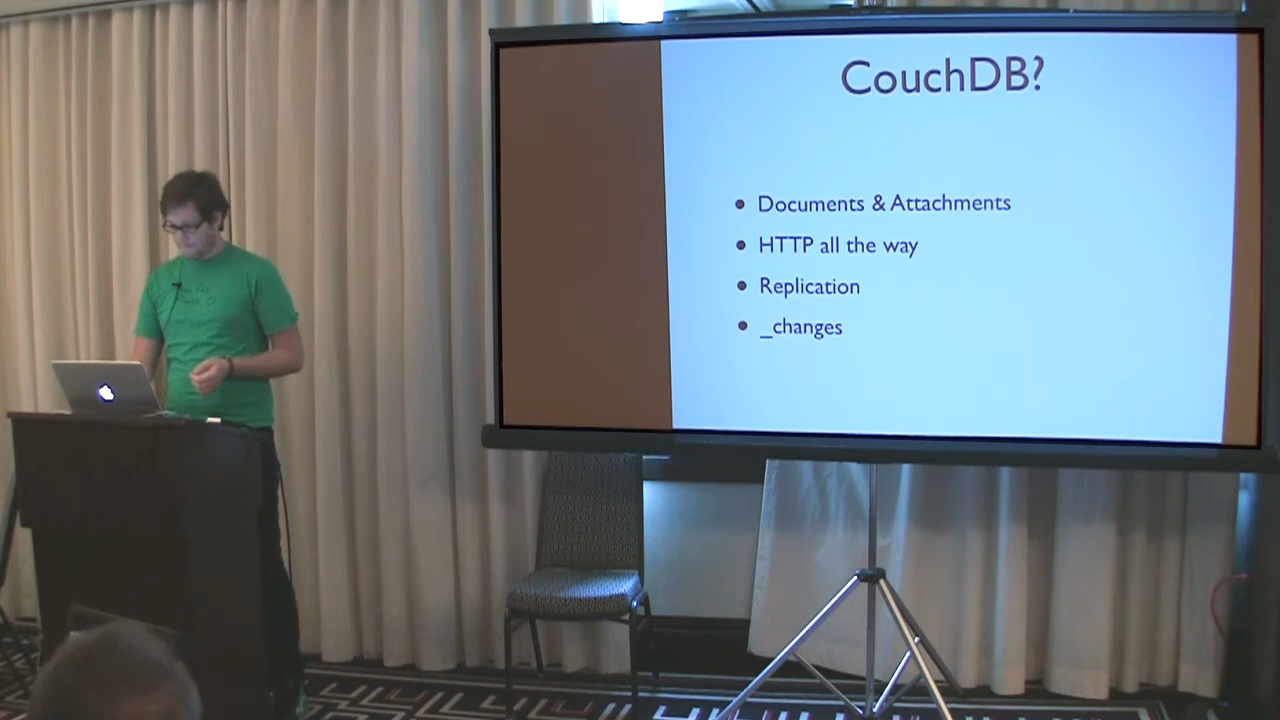 CouchDB?
Documents & Attachments
HTTP all the way
Replication
_changes